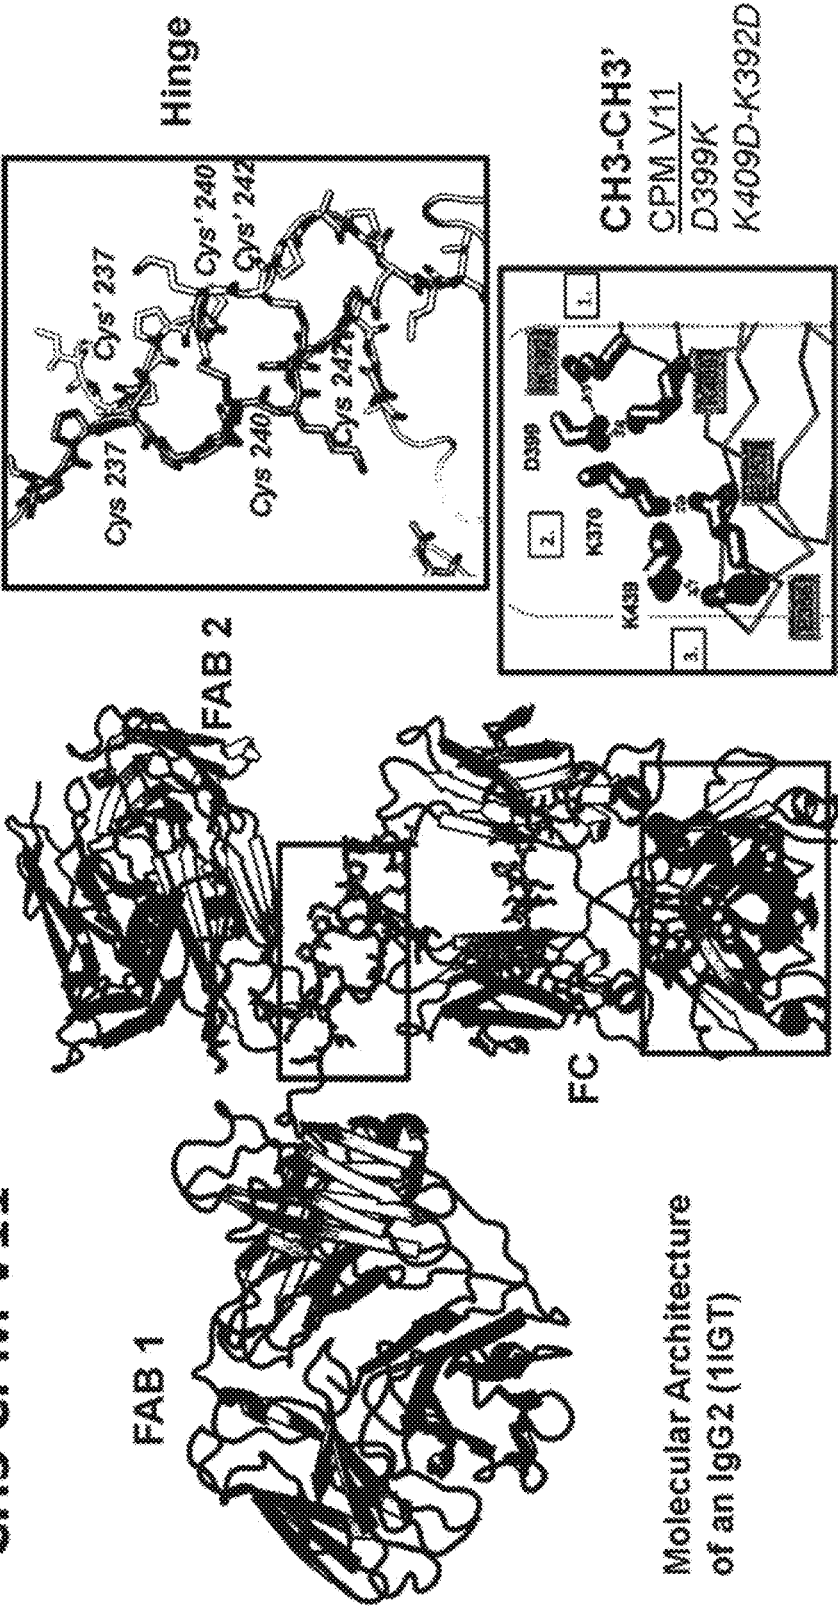 FAB 1
FAB 2
FC
Molecular Architecture
of an IgG2 (1IGT)
Hinge
Cys 237
Cys' 237
Cys 240
Cys' 240
Cys' 242
Cys 242
CH3-CH3'
CPM V11
D399K
K409D-K392D
1.
D399
2.
K370
K439
3.